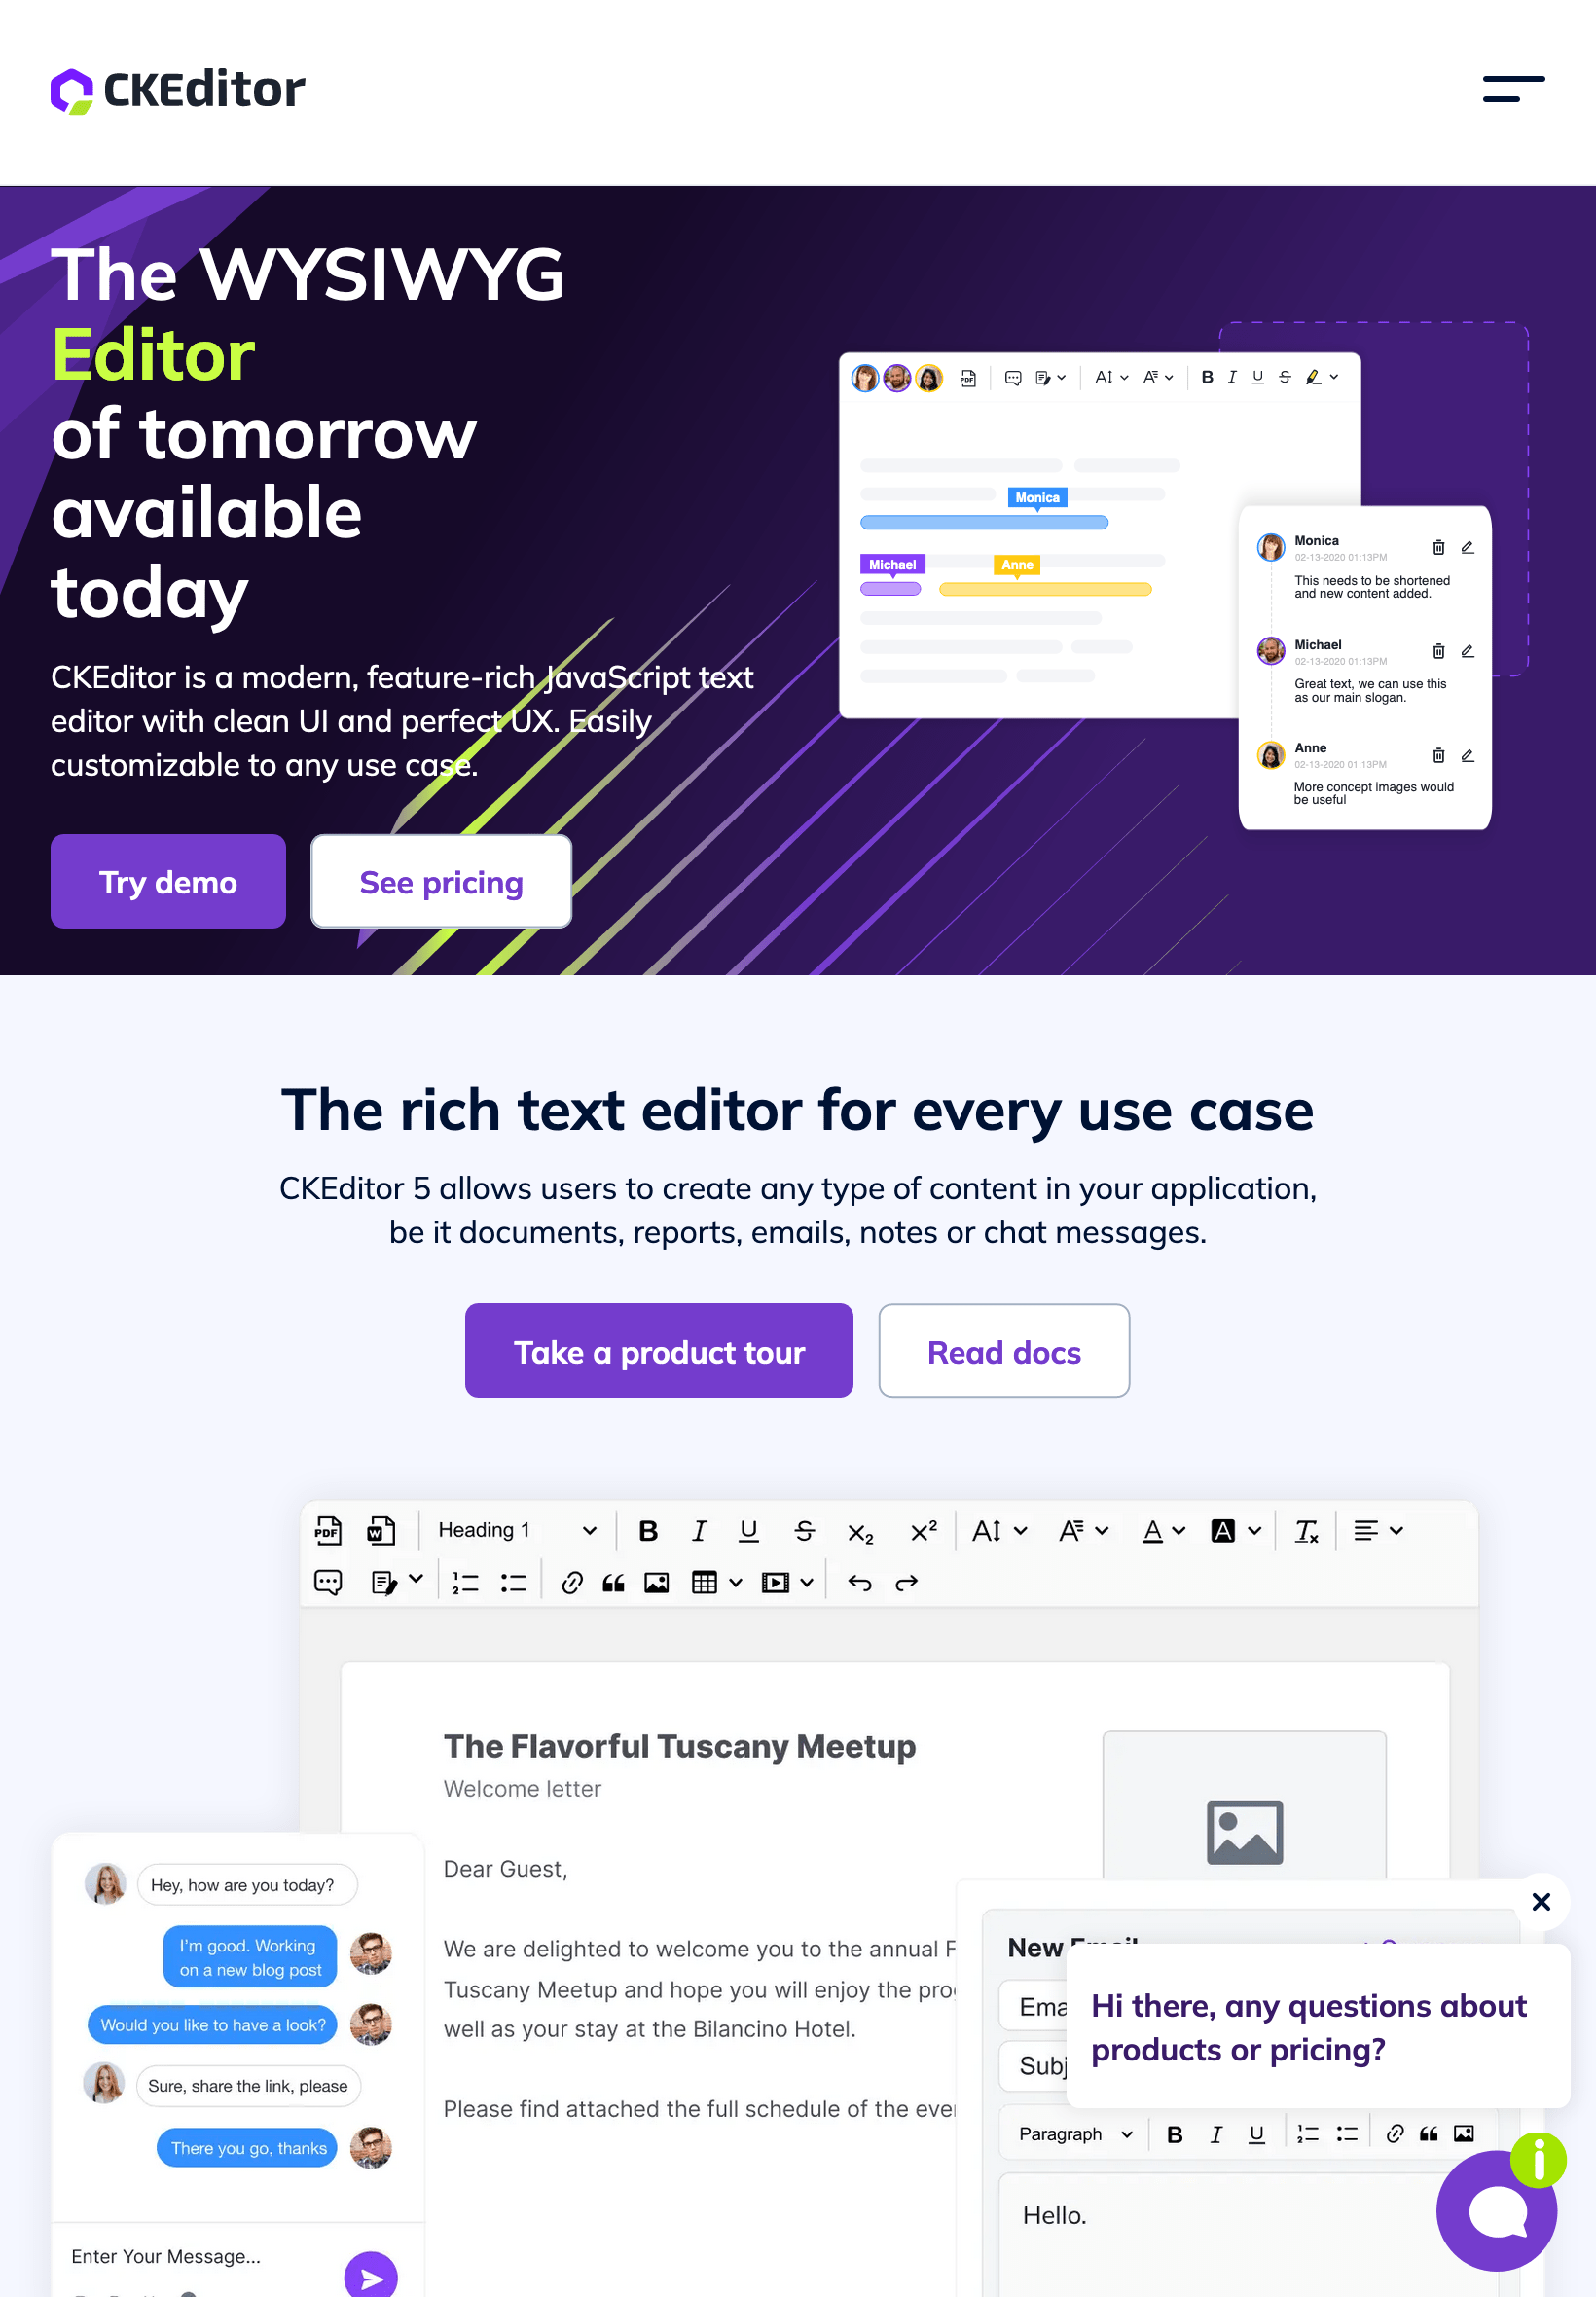 CKEditor
The WYSIWYG
Editor
of tomorrow
available
today
CKEditor is a modern, feature-rich JavaScript text
editor with clean UI and perfect UX. Easily
customizable to any use case.
Try demo
See pricing
PDF
B I U S
Monica
Michael
Anne
Monica
02-13-2020 01:13PM
This needs to be shortened
and new content added.
Michael
02-13-2020 01:13PM
Great text, we can use this
as our main slogan.
Anne
02-13-2020 01:13PM
More concept images would
be useful
The rich text editor for every use case
CKEditor 5 allows users to create any type of content in your application,
be it documents, reports, emails, notes or chat messages.
Take a product tour
Read docs
PDF W Heading 1 B I U S X₂ X² A A A A Tx
The Flavorful Tuscany Meetup
Welcome letter
Dear Guest,
We are delighted to welcome you to the annual F
Tuscany Meetup and hope you will enjoy the pro
well as your stay at the Bilancino Hotel.
Please find attached the full schedule of the eve
Hey, how are you today?
I'm good. Working
on a new blog post
Would you like to have a look?
Sure, share the link, please
There you go, thanks
Enter Your Message...
New Email
Ema
Subj
Hi there, any questions about
products or pricing?
Paragraph B I U
Hello.